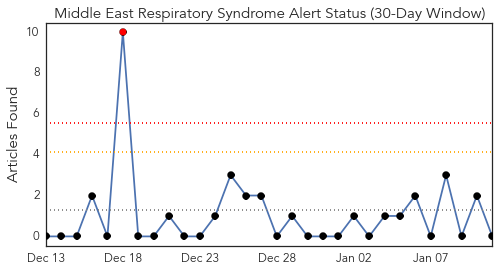 Middle East Respiratory Syndrome Alert Status (30-Day Window)
Articles Found
10
8
6
4
2
0
Dec 13 Dec 18 Dec 23 Dec 28 Jan 02 Jan 07